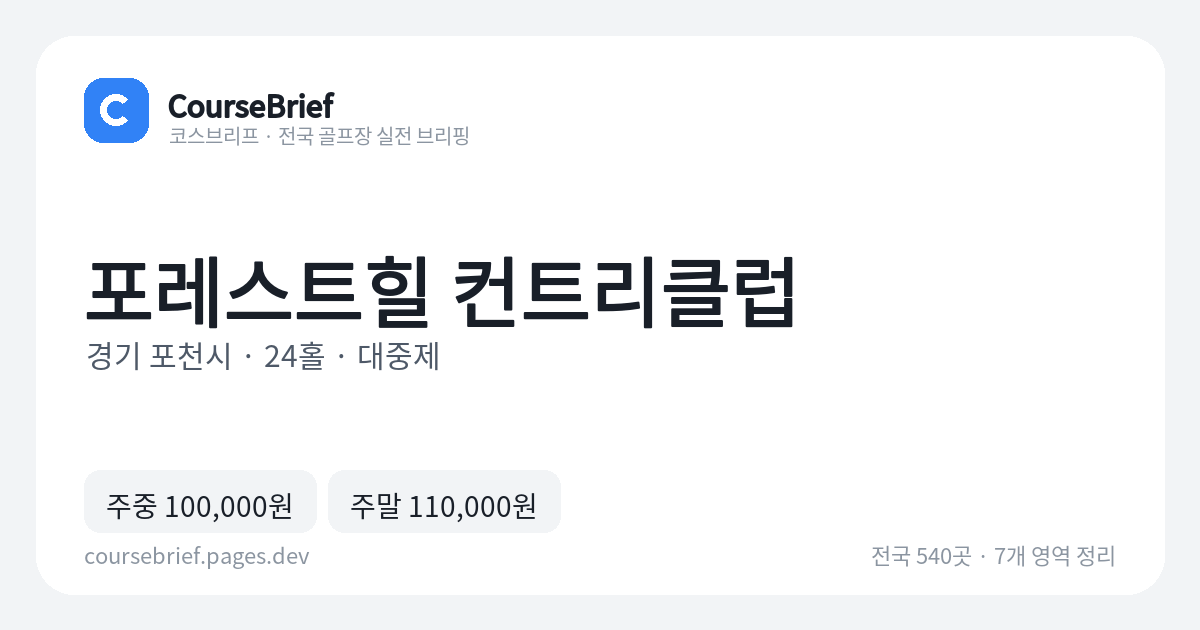 CourseBrief
코스브리프 · 전국 골프장 실전 브리핑
포레스트힐 컨트리클럽
경기 포천시 · 24홀 · 대중제
주중 100,000원 주말 110,000원
coursebrief.pages.dev 전국 540곳 · 7개 영역 정리